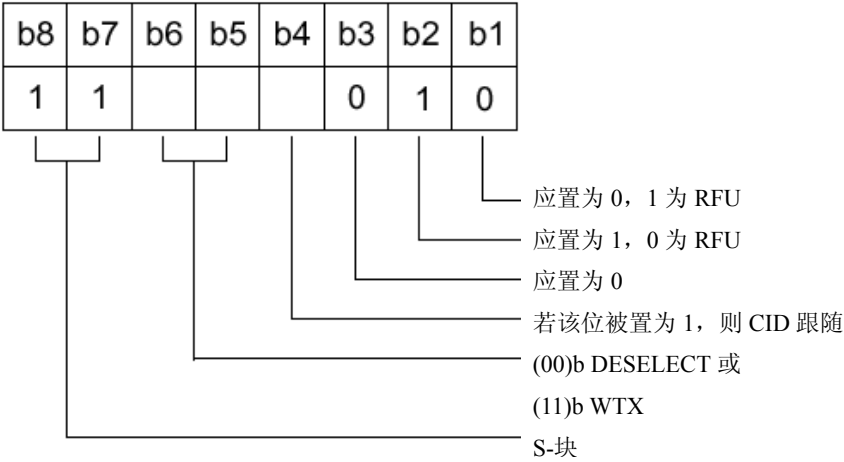 b8 b7 b6 b5 b4 b3 b2 b1
1 1 0 1 0
应置为 0，1 为 RFU
应置为 1，0 为 RFU
应置为 0
若该位被置为 1，则 CID 跟随
(00)b DESELECT 或
(11)b WTX
S-块